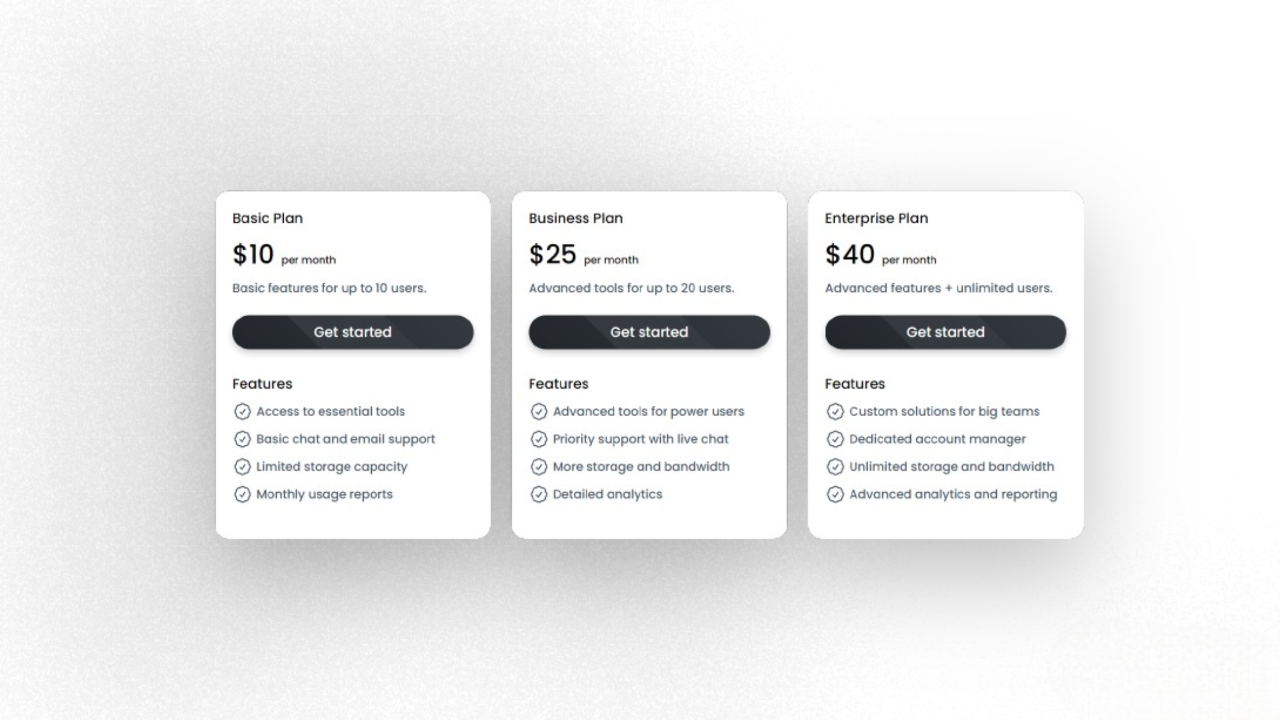 Basic Plan
$10 per month
Basic features for up to 10 users.
Get started
Features
Access to essential tools
Basic chat and email support
Limited storage capacity
Monthly usage reports
Business Plan
$25 per month
Advanced tools for up to 20 users.
Get started
Features
Advanced tools for power users
Priority support with live chat
More storage and bandwidth
Detailed analytics
Enterprise Plan
$40 per month
Advanced features + unlimited users.
Get started
Features
Custom solutions for big teams
Dedicated account manager
Unlimited storage and bandwidth
Advanced analytics and reporting